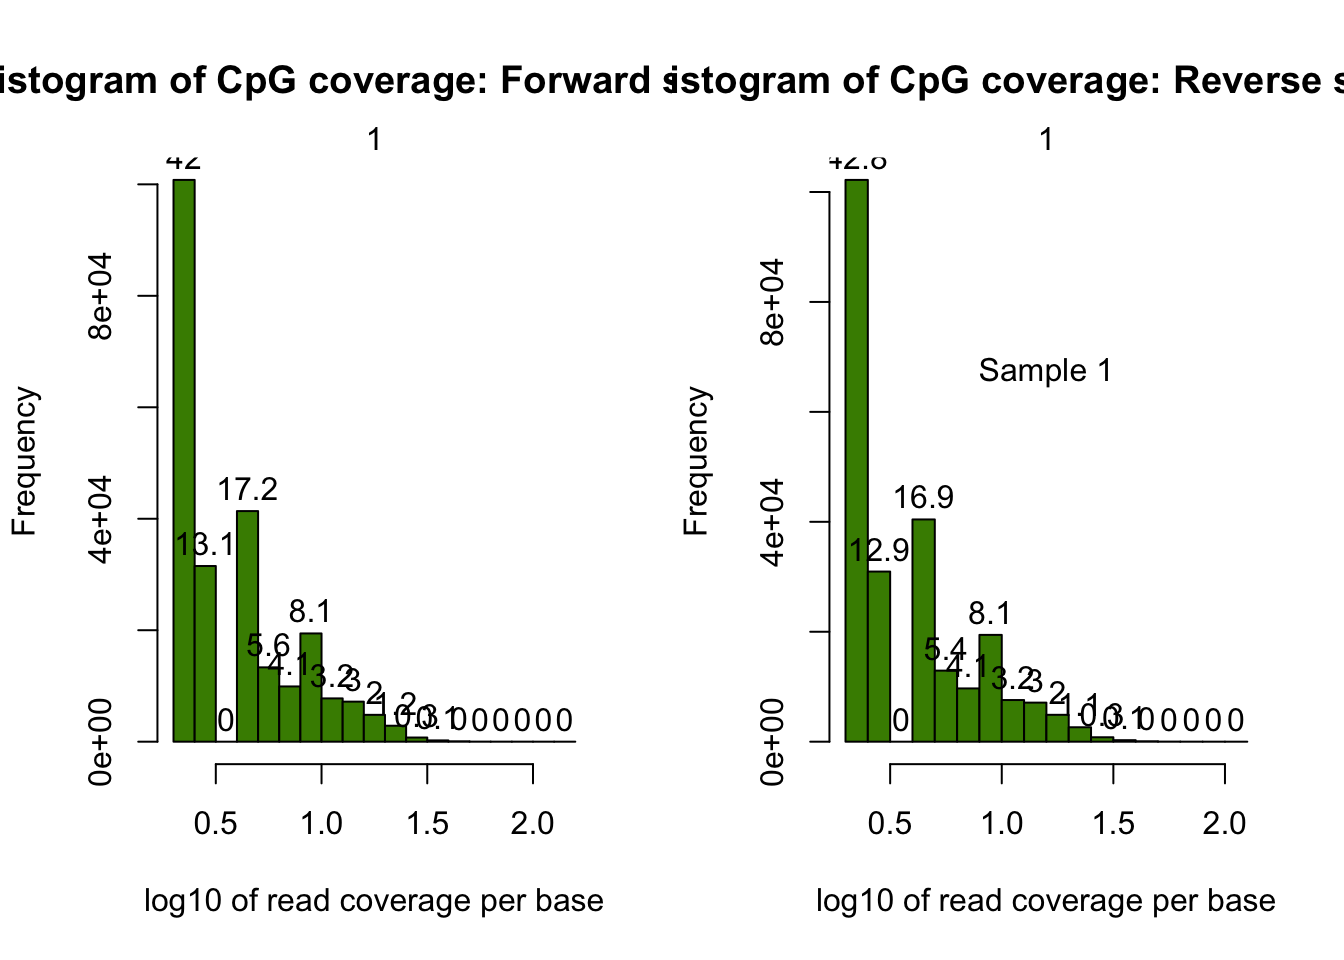 istogram of CpG coverage: Forward s
1
42
17.2
13.1
8.1
5.6
4.1
3.2
3
2
1.2
0.3
0.1
0
0
0
0
0
0
0
Frequency
8e+04
4e+04
0e+00
0.5 1.0 1.5 2.0
log10 of read coverage per base
istogram of CpG coverage: Reverse s
1
42.8
Sample 1
16.9
12.9
8.1
5.4
4.1
3.2
3
2
1.1
0.3
0.1
0
0
0
0
0
0
Frequency
8e+04
4e+04
0e+00
0.5 1.0 1.5 2.0
log10 of read coverage per base